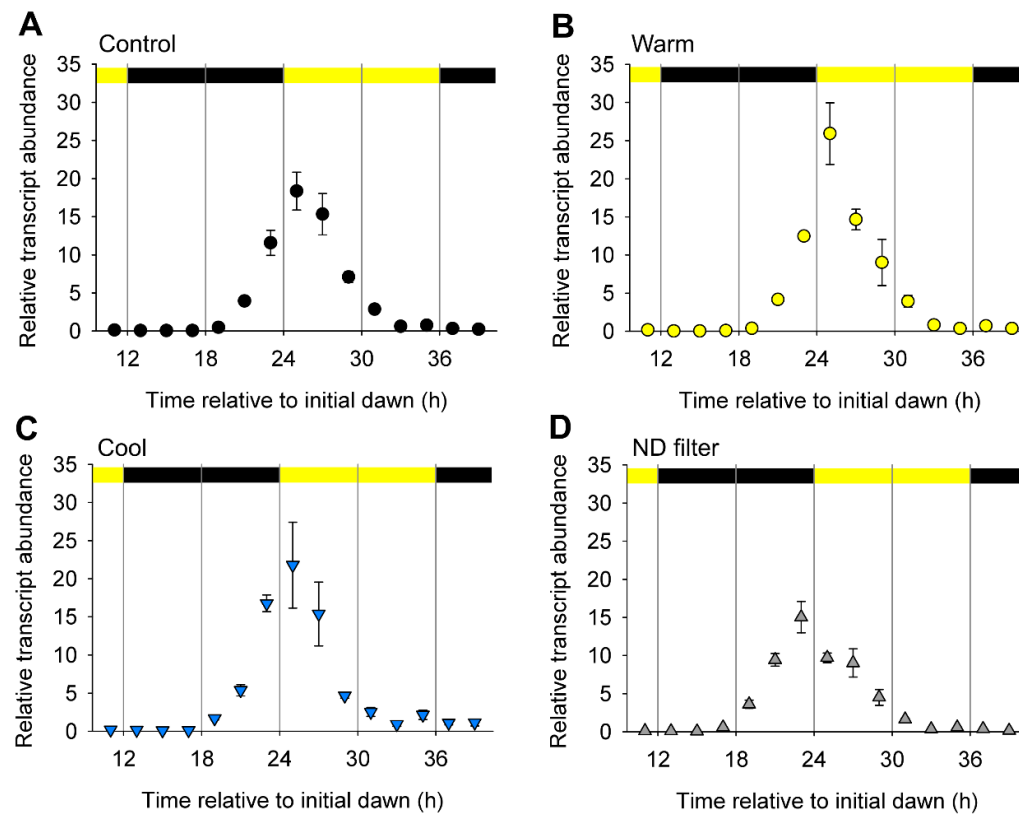 A
Control
Relative transcript abundance
35
30
25
20
15
10
5
0
12 18 24 30 36
Time relative to initial dawn (h)
B
Warm
Relative transcript abundance
35
30
25
20
15
10
5
0
12 18 24 30 36
Time relative to initial dawn (h)
C
Cool
Relative transcript abundance
35
30
25
20
15
10
5
0
12 18 24 30 36
Time relative to initial dawn (h)
D
ND filter
Relative transcript abundance
35
30
25
20
15
10
5
0
12 18 24 30 36
Time relative to initial dawn (h)